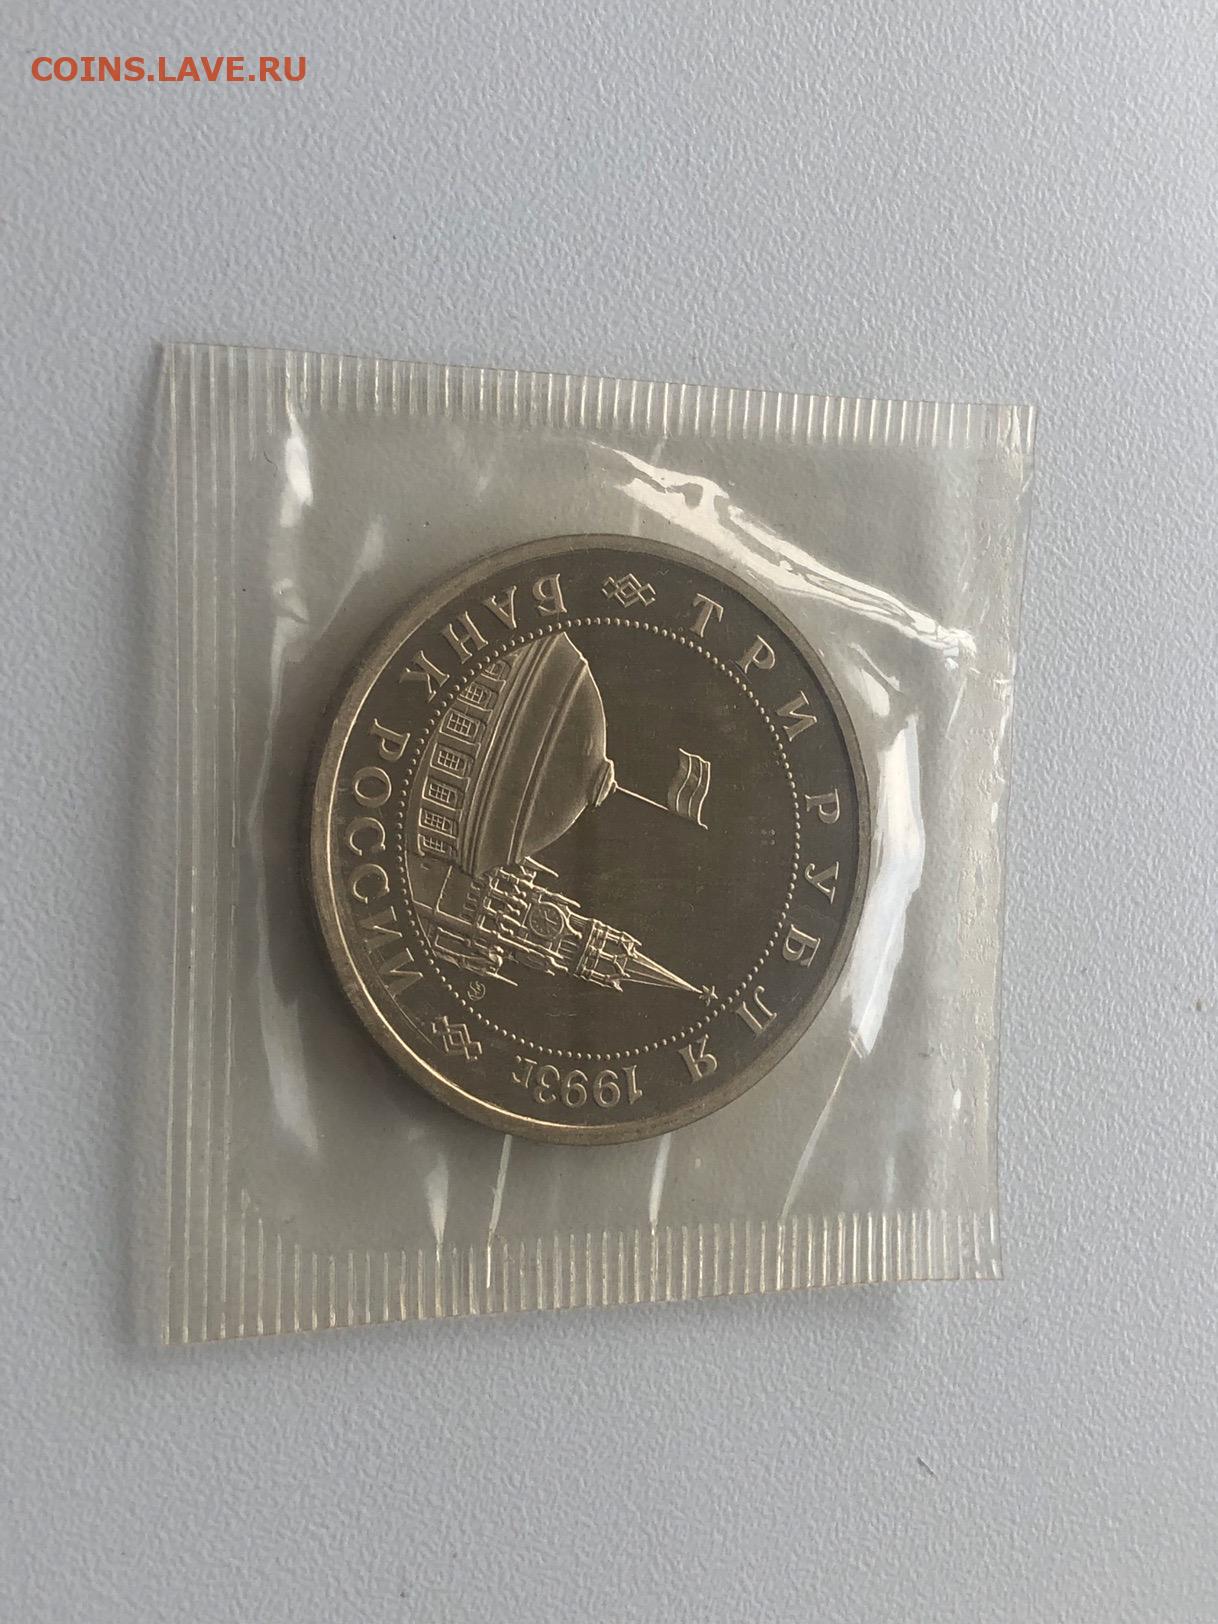 COINS.LAVE.RU
ТРИ РУБЛЯ 1993г.
БАНК РОССИИ